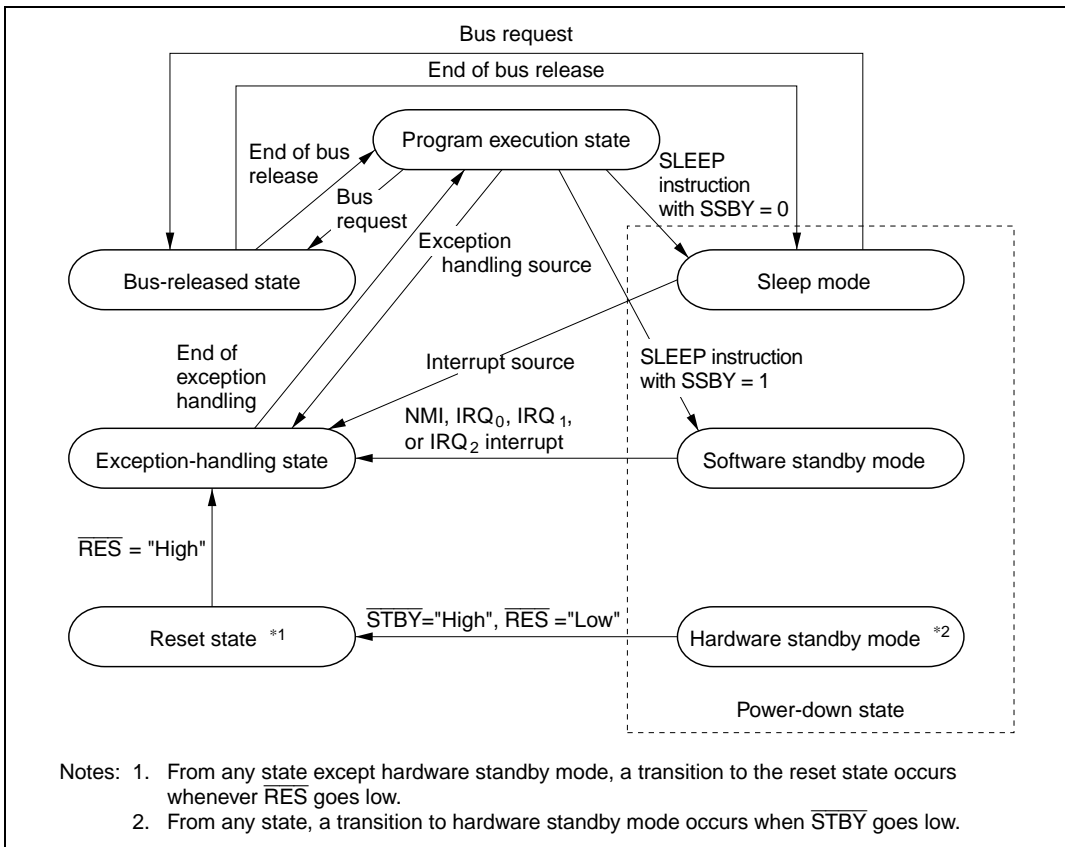 Bus request
End of bus release
Program execution state
End of bus
release
SLEEP
instruction
with SSBY = 0
Bus
request
Exception
handling source
Bus-released state
Sleep mode
End of
exception
handling
Interrupt source
SLEEP instruction
with SSBY = 1
NMI, IRQ₀, IRQ₁,
or IRQ₂ interrupt
Exception-handling state
Software standby mode
R̅E̅S̅ = "High"
S̅T̅B̅Y̅="High", R̅E̅S̅ ="Low"
Reset state *1
Hardware standby mode *2
Power-down state
Notes: 1. From any state except hardware standby mode, a transition to the reset state occurs
whenever R̅E̅S̅ goes low.
2. From any state, a transition to hardware standby mode occurs when S̅T̅B̅Y̅ goes low.